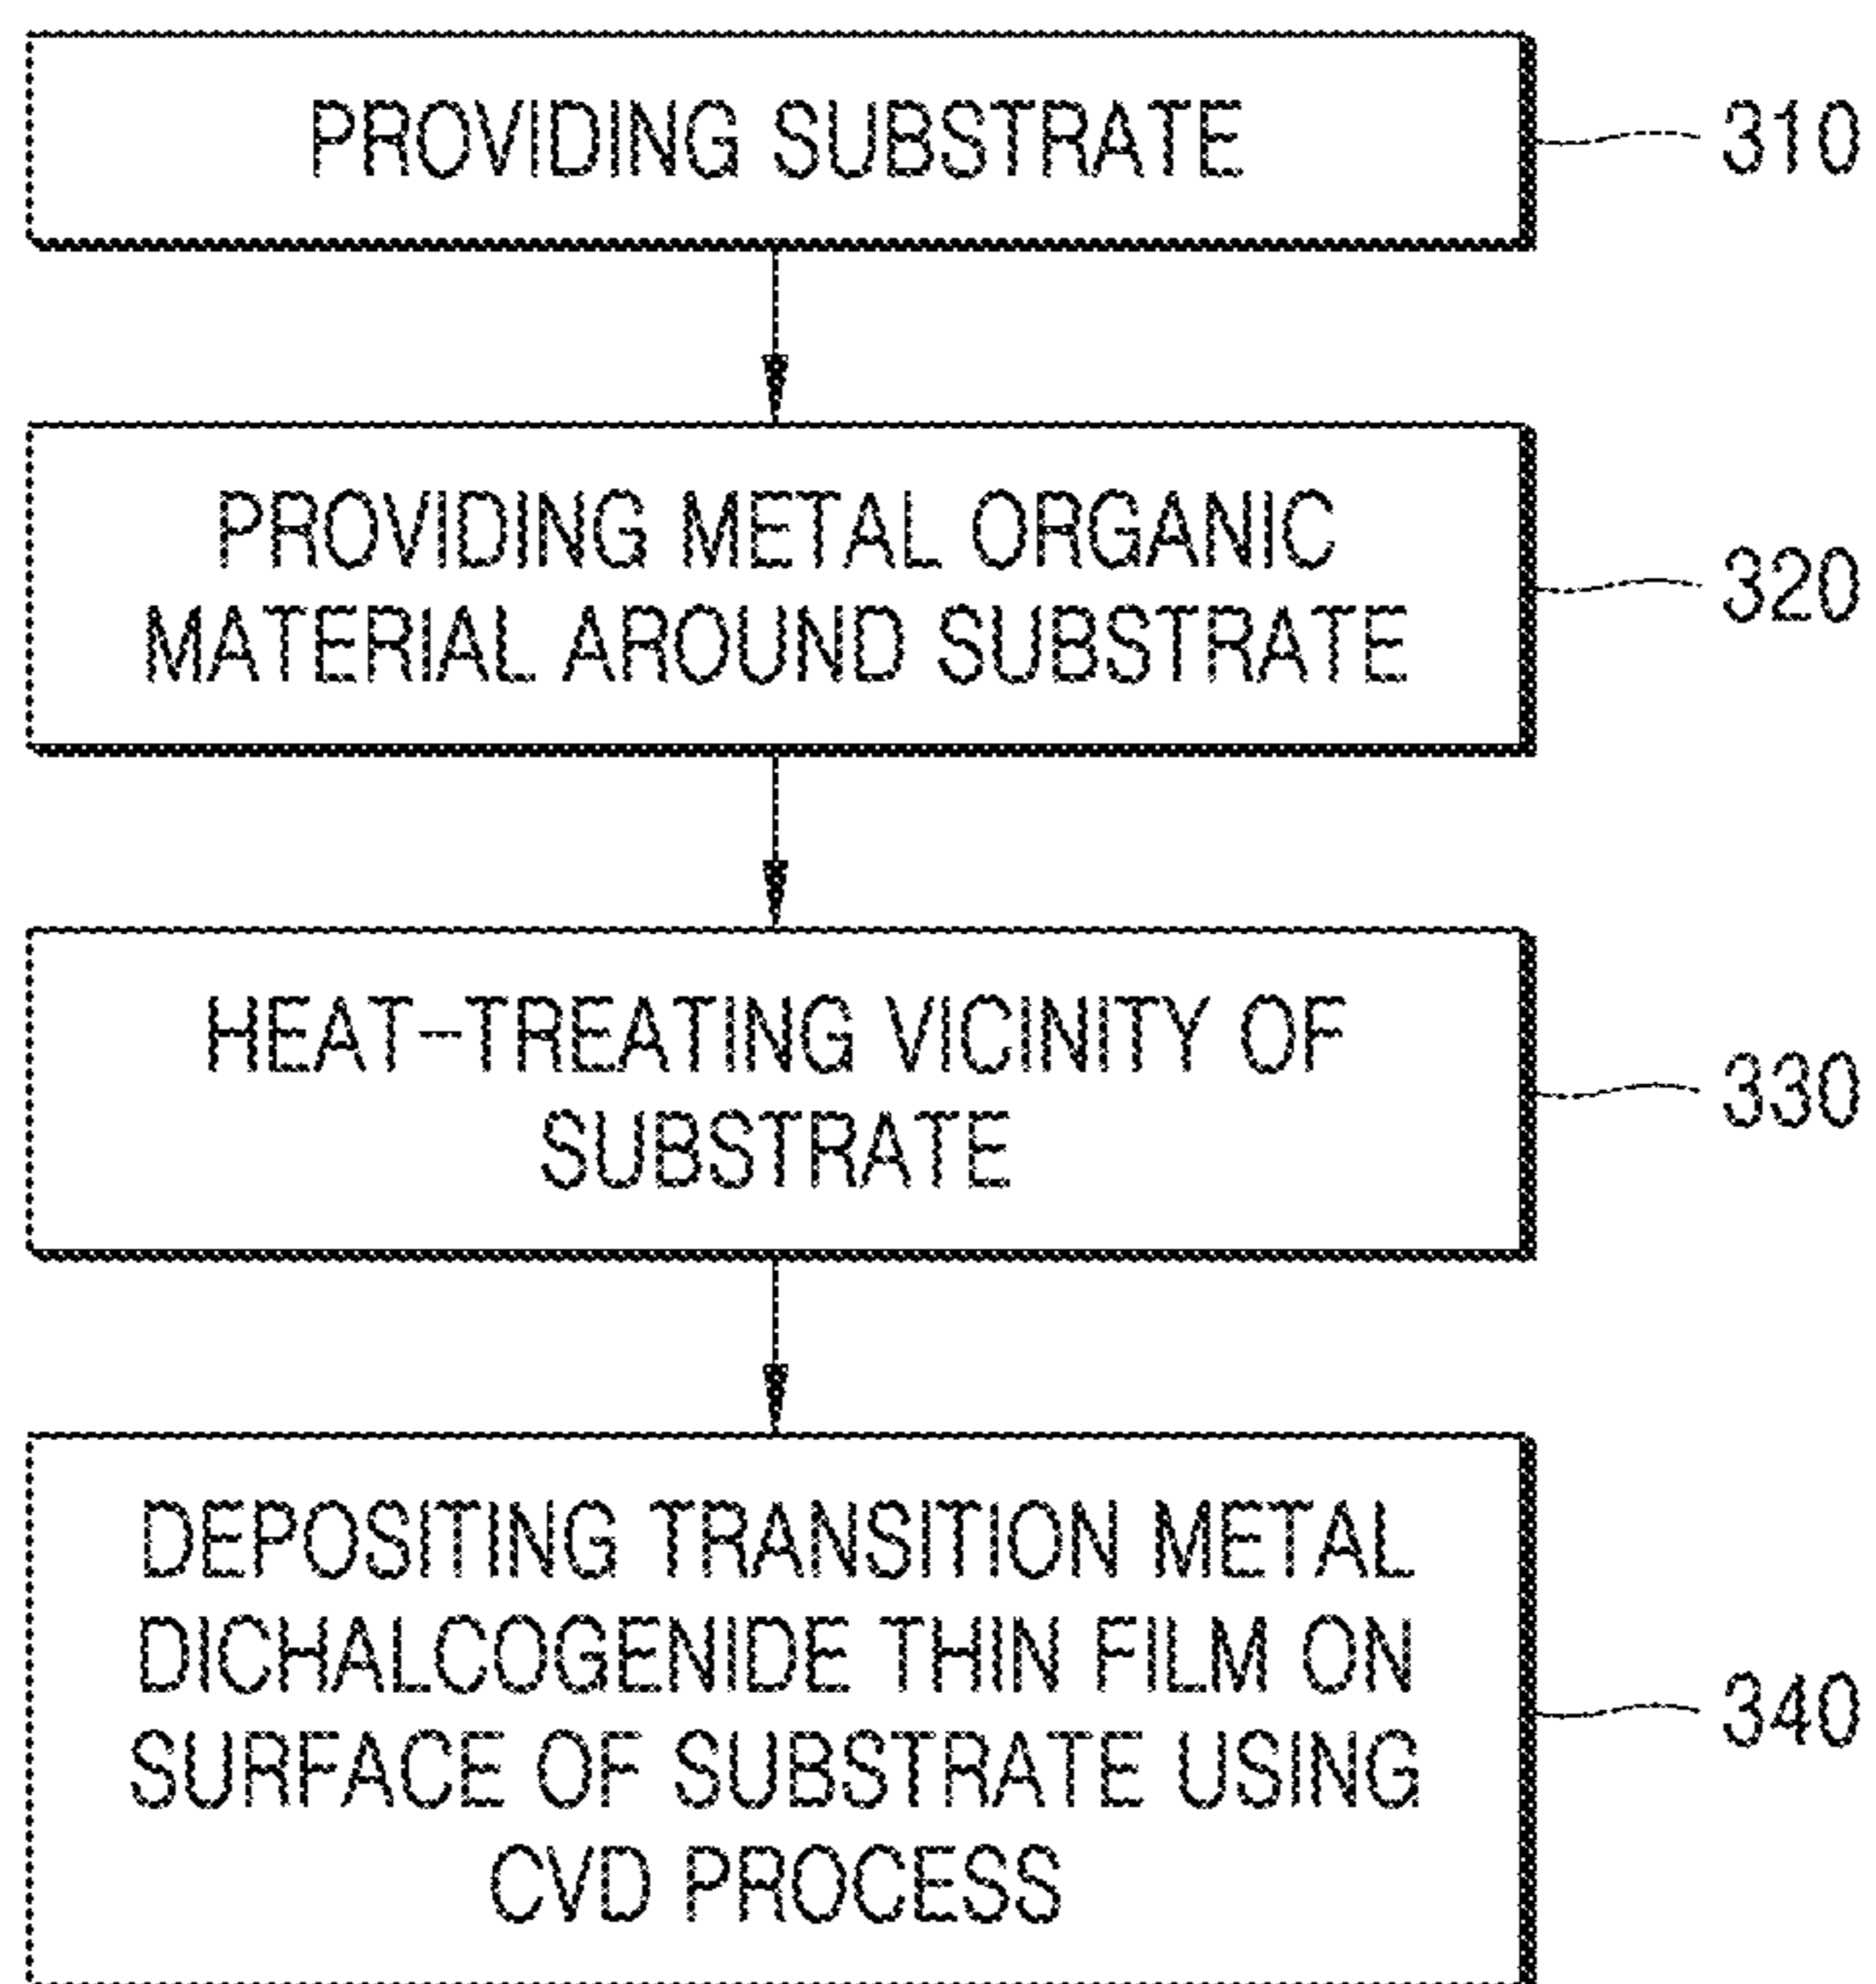 PROVIDING SUBSTRATE
310
PROVIDING METAL ORGANIC
MATERIAL AROUND SUBSTRATE
320
HEAT-TREATING VICINITY OF
SUBSTRATE
330
DEPOSITING TRANSITION METAL
DICHALCOGENIDE THIN FILM ON
SURFACE OF SUBSTRATE USING
CVD PROCESS
340